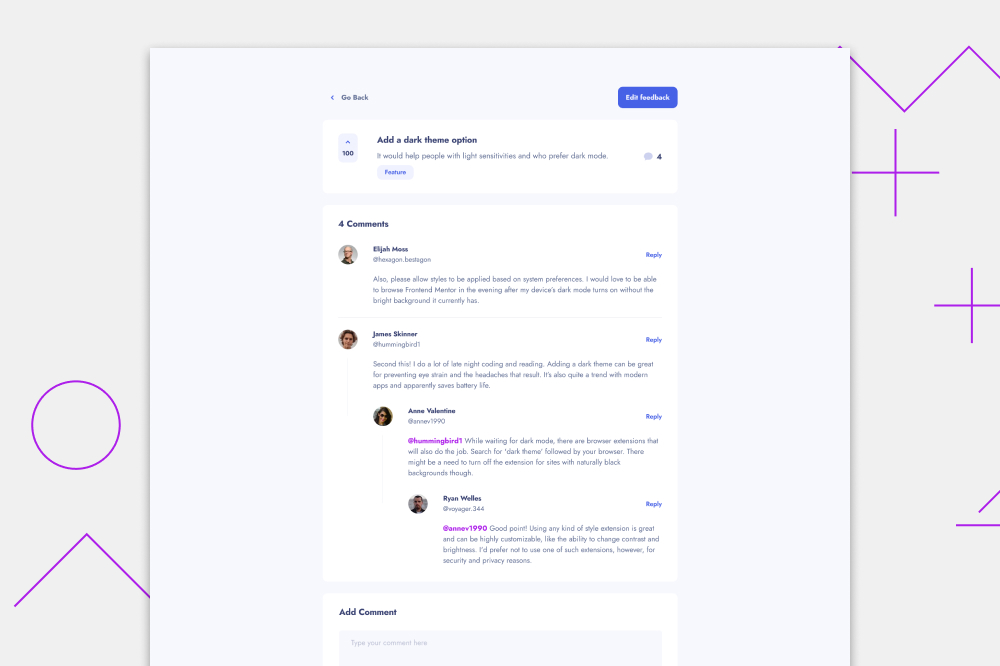 Go Back
Edit feedback
Add a dark theme option
100
It would help people with light sensitivities and who prefer dark mode.
4
Feature
4 Comments
Elijah Moss
@hexagon.bestagon
Reply
Also, please allow styles to be applied based on system preferences. I would love to be able
to browse Frontend Mentor in the evening after my device's dark mode turns on without the
bright background it currently has.
James Skinner
@hummingbird1
Reply
Second this! I do a lot of late night coding and reading. Adding a dark theme can be great
for preventing eye strain and the headaches that result. It's also quite a trend with modern
apps and apparently saves battery life.
Anne Valentine
@annev1990
Reply
@hummingbird1 While waiting for dark mode, there are browser extensions that
will also do the job. Search for 'dark theme' followed by your browser. There
might be a need to turn off the extension for sites with naturally black
backgrounds though.
Ryan Welles
@voyager.344
Reply
@annev1990 Good point! Using any kind of style extension is great
and can be highly customizable, like the ability to change contrast and
brightness. I'd prefer not to use one of such extensions, however, for
security and privacy reasons.
Add Comment
Type your comment here